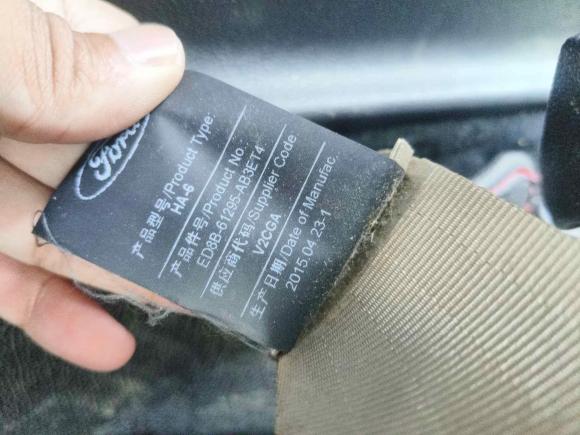 Ford
产品型号/Product Type:
HA-6
产品件号/Product No.
ED8B-61295-AB3ET4
供应商代码/Supplier Code
V2CGA
生产日期/Date of Manufac.
2015.04 23-1